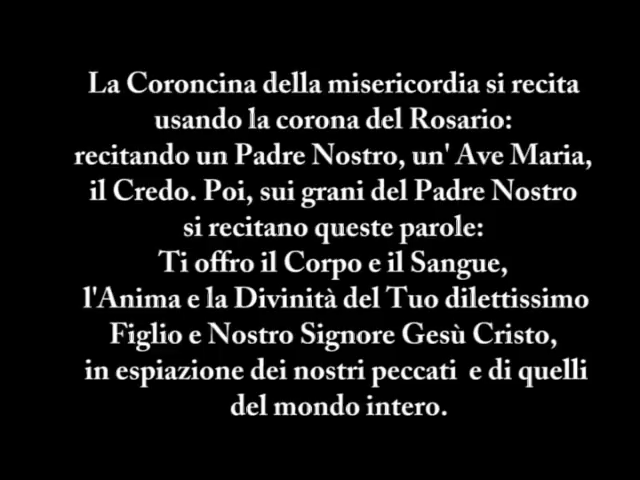 La Coroncina della misericordia si recita
usando la corona del Rosario:
recitando un Padre Nostro, un' Ave Maria,
il Credo. Poi, sui grani del Padre Nostro
si recitano queste parole:
Ti offro il Corpo e il Sangue,
l'Anima e la Divinità del Tuo dilettissimo
Figlio e Nostro Signore Gesù Cristo,
in espiazione dei nostri peccati e di quelli
del mondo intero.